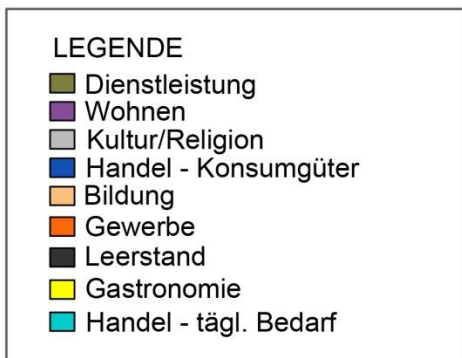 LEGENDE
Dienstleistung
Wohnen
Kultur/Religion
Handel - Konsumgüter
Bildung
Gewerbe
Leerstand
Gastronomie
Handel - tägl. Bedarf